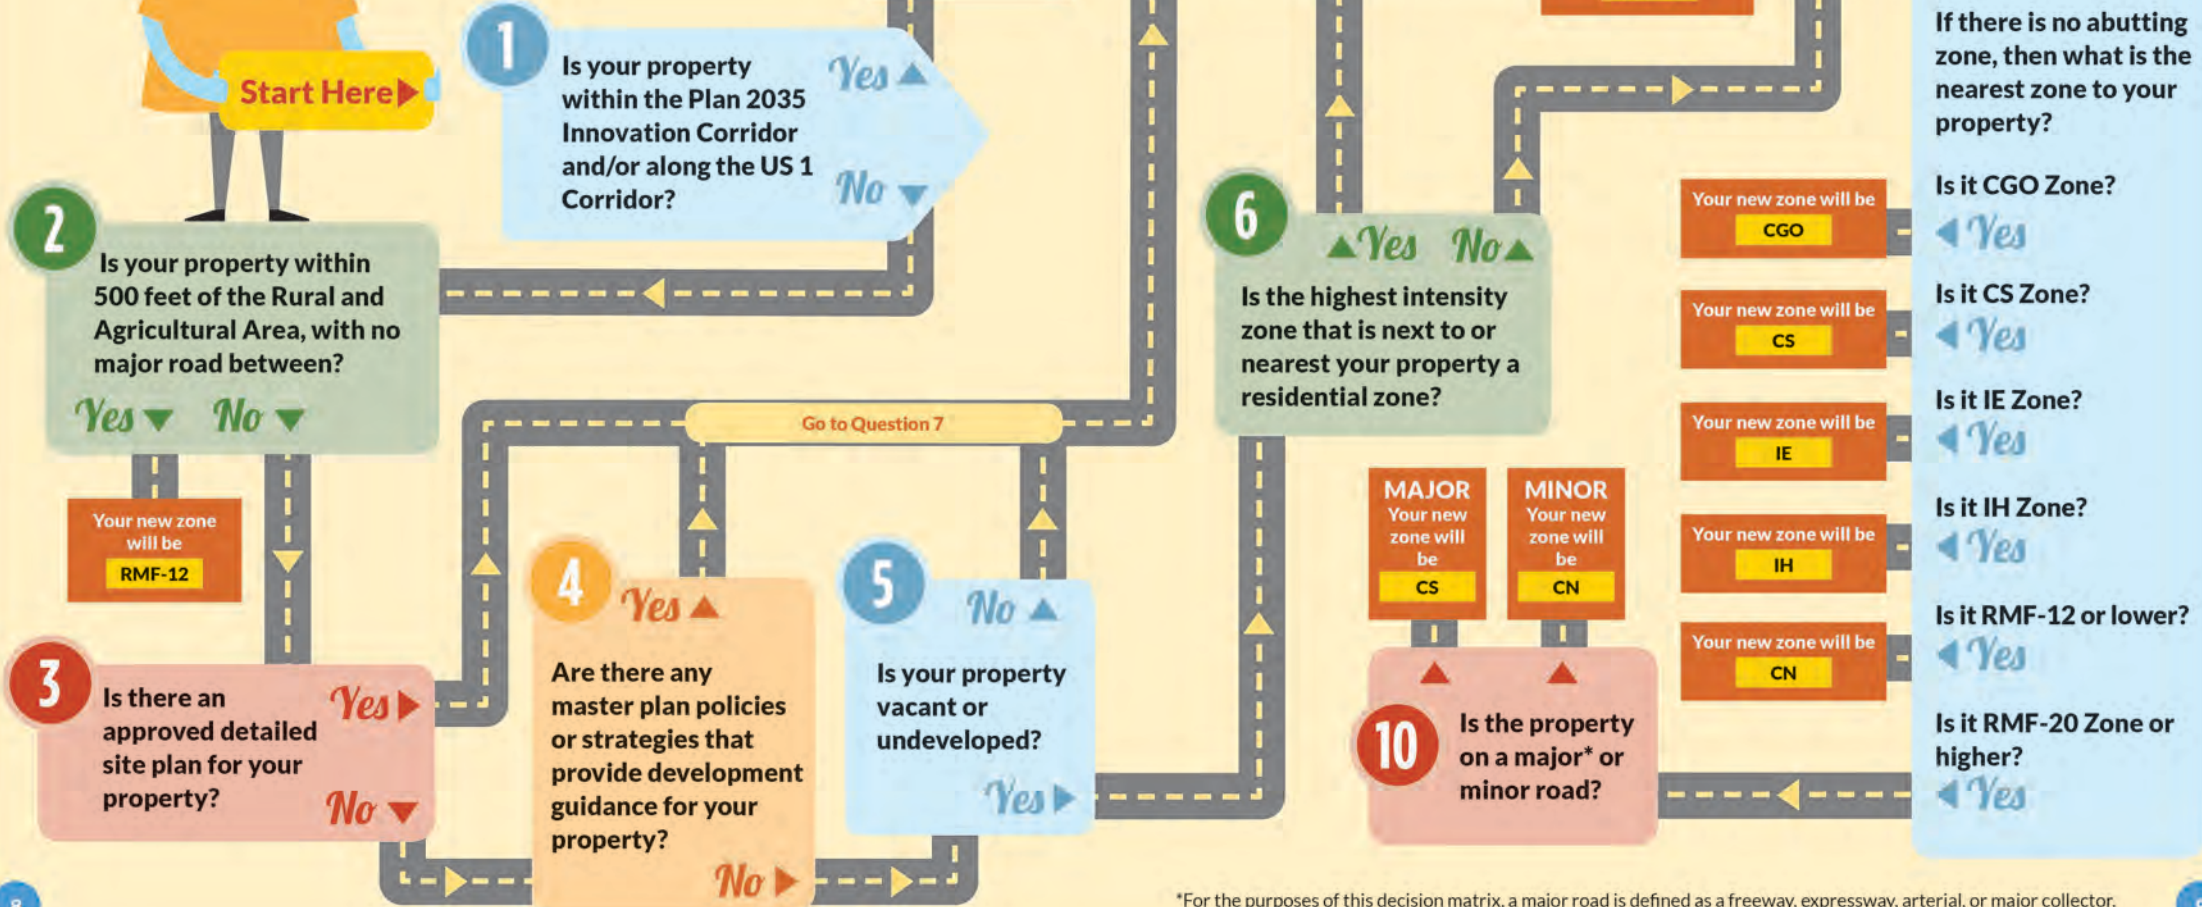 Start Here
1
Is your property
within the Plan 2035
Innovation Corridor
and/or along the US 1
Corridor?
Yes
No
2
Is your property within
500 feet of the Rural and
Agricultural Area, with no
major road between?
Yes No
Your new zone
will be
RMF-12
3
Is there an
approved detailed
site plan for your
property?
Yes
No
Go to Question 7
4
Yes
Are there any
master plan policies
or strategies that
provide development
guidance for your
property?
No
5
No
Is your property
vacant or
undeveloped?
Yes
6
Yes No
Is the highest intensity
zone that is next to or
nearest your property a
residential zone?
MAJOR
Your new
zone will
be
CS
MINOR
Your new
zone will
be
CN
10
Is the property
on a major* or
minor road?
If there is no abutting
zone, then what is the
nearest zone to your
property?
Is it CGO Zone?
Yes
Your new zone will be
CGO
Is it CS Zone?
Yes
Your new zone will be
CS
Is it IE Zone?
Yes
Your new zone will be
IE
Is it IH Zone?
Yes
Your new zone will be
IH
Is it RMF-12 or lower?
Yes
Your new zone will be
CN
Is it RMF-20 Zone or
higher?
Yes
*For the purposes of this decision matrix, a major road is defined as a freeway, expressway, arterial, or major collector.